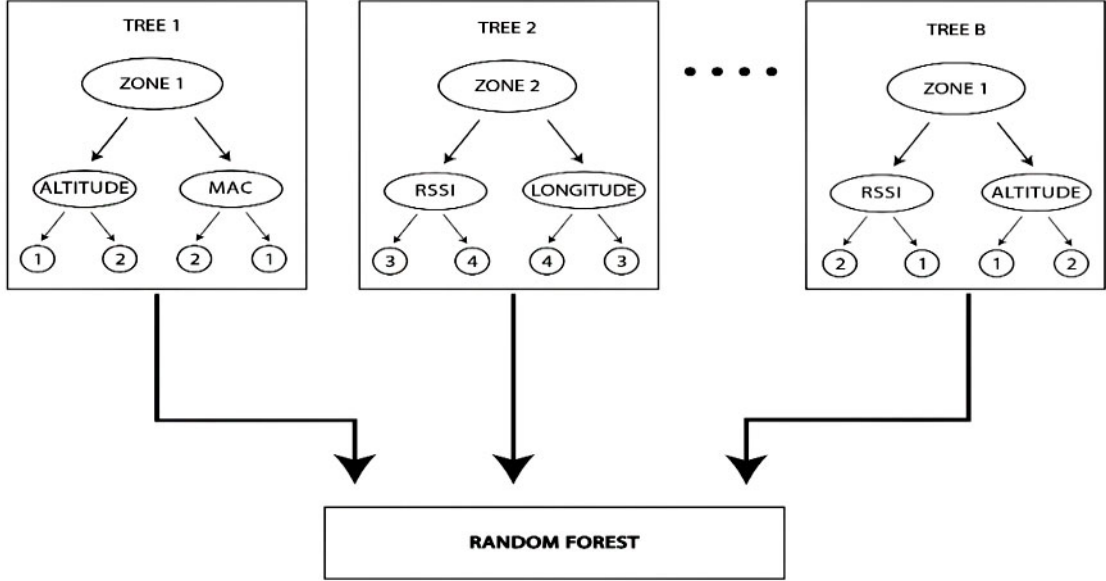 TREE 1
ZONE 1
ALTITUDE MAC
1 2 2 1
TREE 2
ZONE 2
RSSI LONGITUDE
3 4 4 3
TREE B
ZONE 1
RSSI ALTITUDE
2 1 1 2
RANDOM FOREST